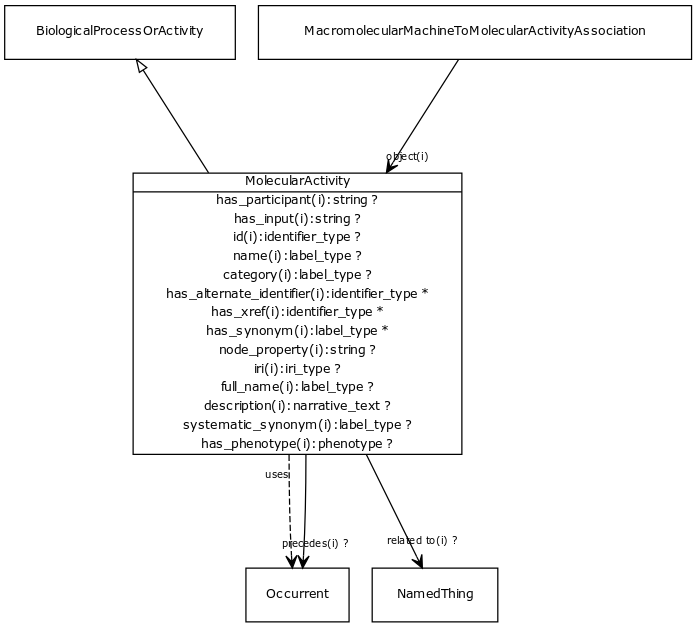 BiologicalProcessOrActivity
MacromolecularMachineToMolecularActivityAssociation
object(i)
MolecularActivity
has_participant(i):string ?
has_input(i):string ?
id(i):identifier_type ?
name(i):label_type ?
category(i):label_type ?
has_alternate_identifier(i):identifier_type *
has_xref(i):identifier_type *
has_synonym(i):label_type *
node_property(i):string ?
iri(i):iri_type ?
full_name(i):label_type ?
description(i):narrative_text ?
systematic_synonym(i):label_type ?
has_phenotype(i):phenotype ?
uses
precedes(i) ?
related to(i) ?
Occurrent
NamedThing